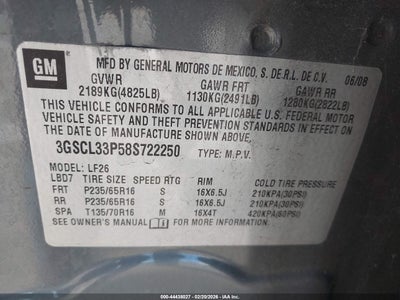 GM
MFD BY GENERAL MOTORS DE MEXICO, S. DE R.L. DE C.V. 06/08
GVWR GAWR FRT GAWR RR
2189KG(4825LB) 1130KG(2491LB) 1280KG(2822LB)
THIS VEHICLE CONFORMS TO ALL APPLICABLE U.S. FEDERAL MOTOR
VEHICLE SAFETY AND THEFT PREVENTION STANDARDS IN EFFECT ON
THE DATE OF MANUFACTURE SHOWN ABOVE.
3GSCL33P58S722250 TYPE: M.P.V.
MODEL: LF26
LBD7 TIRE SIZE SPEED RTG RIM COLD TIRE PRESSURE
FRT P235/65R16 S 16X6.5J 210KPA(30PSI)
RR P235/65R16 S 16X6.5J 210KPA(30PSI)
SPA T135/70R16 M 16X4T 420KPA(60PSI)
SEE OWNER'S MANUAL FOR ADDITIONAL INFORMATION
000-44438027 - 02/20/2026 - IAAI - Copart